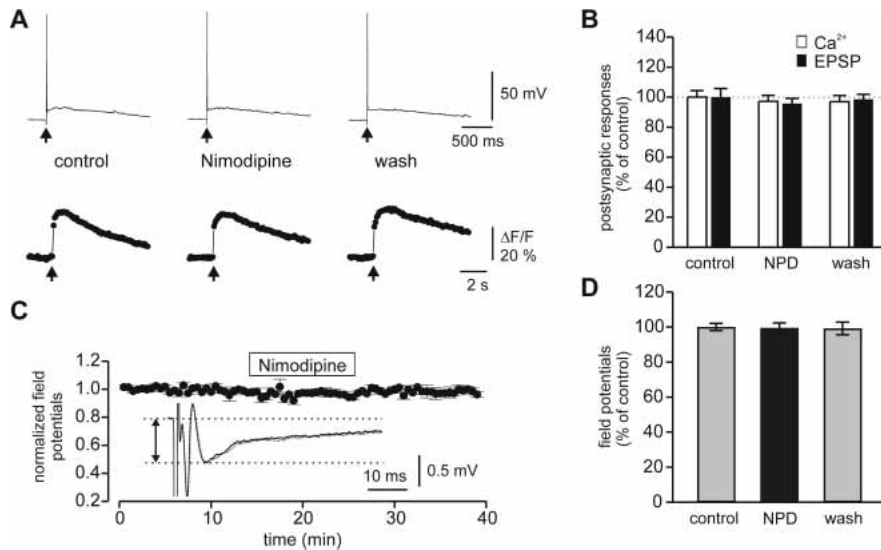 A
50 mV
500 ms
control
Nimodipine
wash
ΔF/F
20 %
2 s
B
Ca²⁺
EPSP
postsynaptic responses
(% of control)
140
120
100
80
60
40
20
0
control
NPD
wash
C
Nimodipine
normalized field
potentials
1.2
1.0
0.8
0.6
0.4
0.2
10 ms
0.5 mV
0
10
20
30
40
time (min)
D
field potentials
(% of control)
120
100
80
60
40
20
0
control
NPD
wash